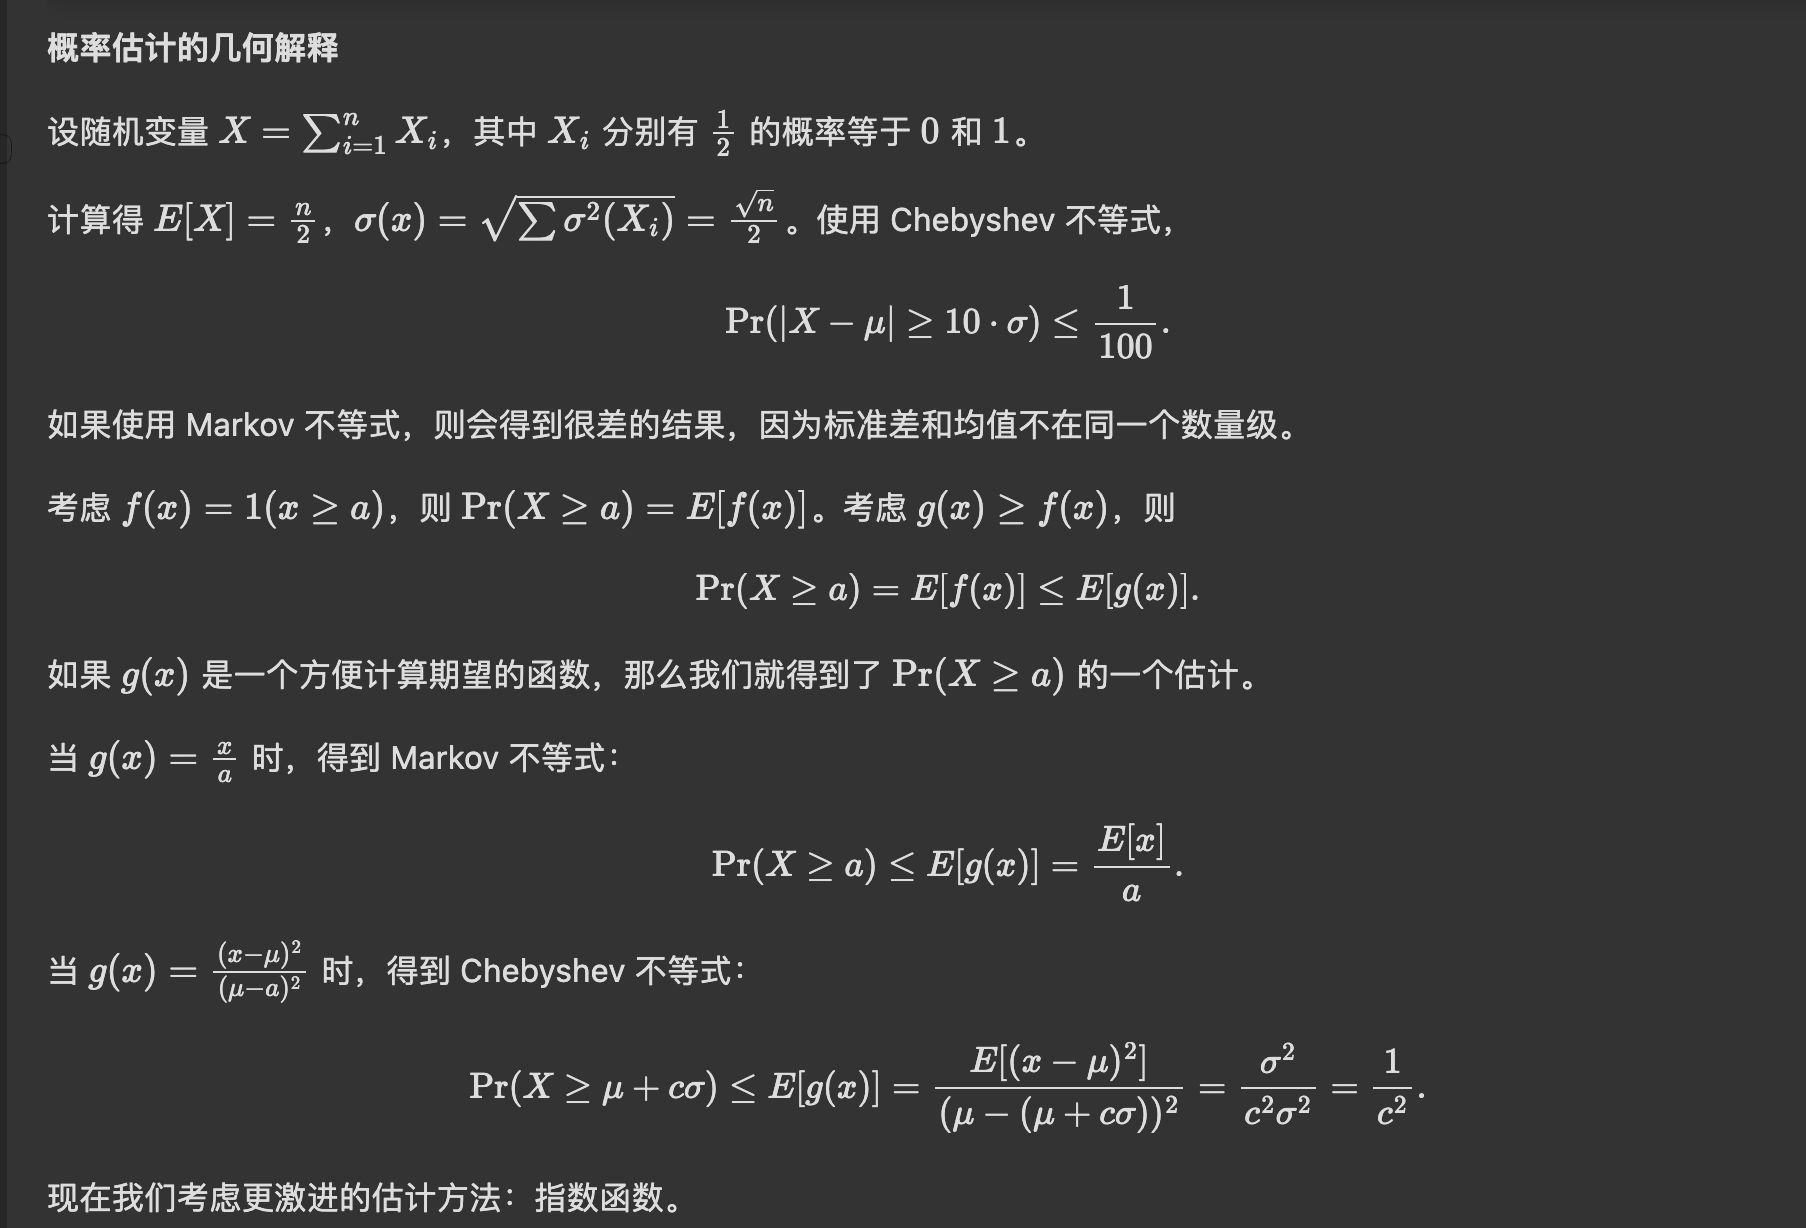 概率估计的几何解释
设随机变量 $X = \sum_{i=1}^{n} X_i$，其中 $X_i$ 分别有 $\frac{1}{2}$ 的概率等于 0 和 1。
计算得 $E[X] = \frac{n}{2}$，$\sigma(x) = \sqrt{\sum \sigma^2(X_i)} = \frac{\sqrt{n}}{2}$。使用 Chebyshev 不等式，
$\Pr(|X - \mu| \geq 10 \cdot \sigma) \leq \frac{1}{100}.$
如果使用 Markov 不等式，则会得到很差的结果，因为标准差和均值不在同一个数量级。
考虑 $f(x) = 1(x \geq a)$，则 $\Pr(X \geq a) = E[f(x)]$。考虑 $g(x) \geq f(x)$，则
$\Pr(X \geq a) = E[f(x)] \leq E[g(x)].$
如果 $g(x)$ 是一个方便计算期望的函数，那么我们就得到了 $\Pr(X \geq a)$ 的一个估计。
当 $g(x) = \frac{x}{a}$ 时，得到 Markov 不等式：
$\Pr(X \geq a) \leq E[g(x)] = \frac{E[x]}{a}.$
当 $g(x) = \frac{(x-\mu)^2}{(\mu-a)^2}$ 时，得到 Chebyshev 不等式：
$\Pr(X \geq \mu + c\sigma) \leq E[g(x)] = \frac{E[(x - \mu)^2]}{(\mu - (\mu + c\sigma))^2} = \frac{\sigma^2}{c^2\sigma^2} = \frac{1}{c^2}.$
现在我们考虑更激进的估计方法：指数函数。